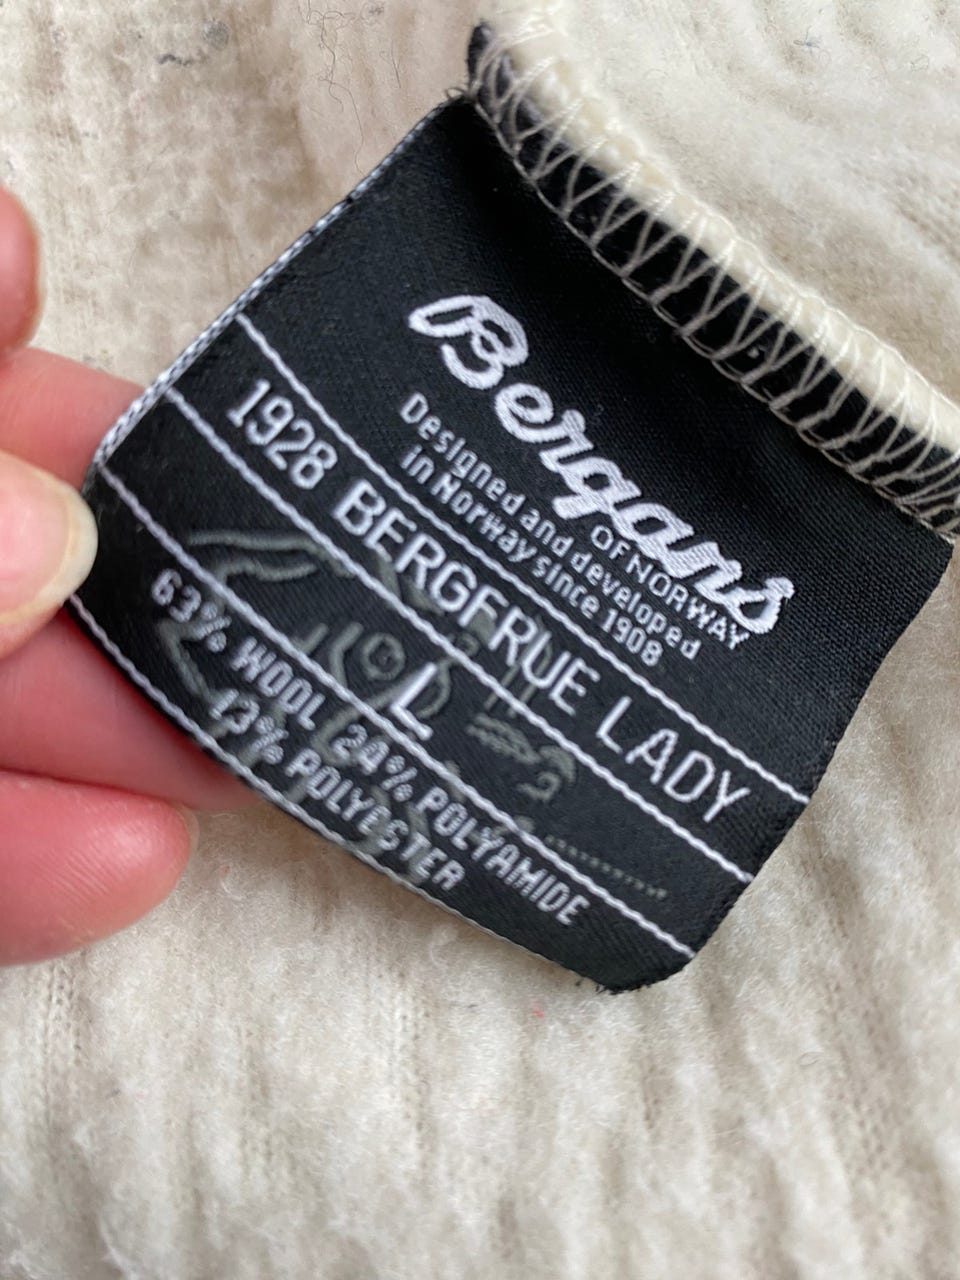 Bergans
OF NORWAY
Designed and developed
in Norway since 1908
1928 BERGFRUE LADY
L
63% WOOL 24% POLYAMIDE
13% POLYESTER